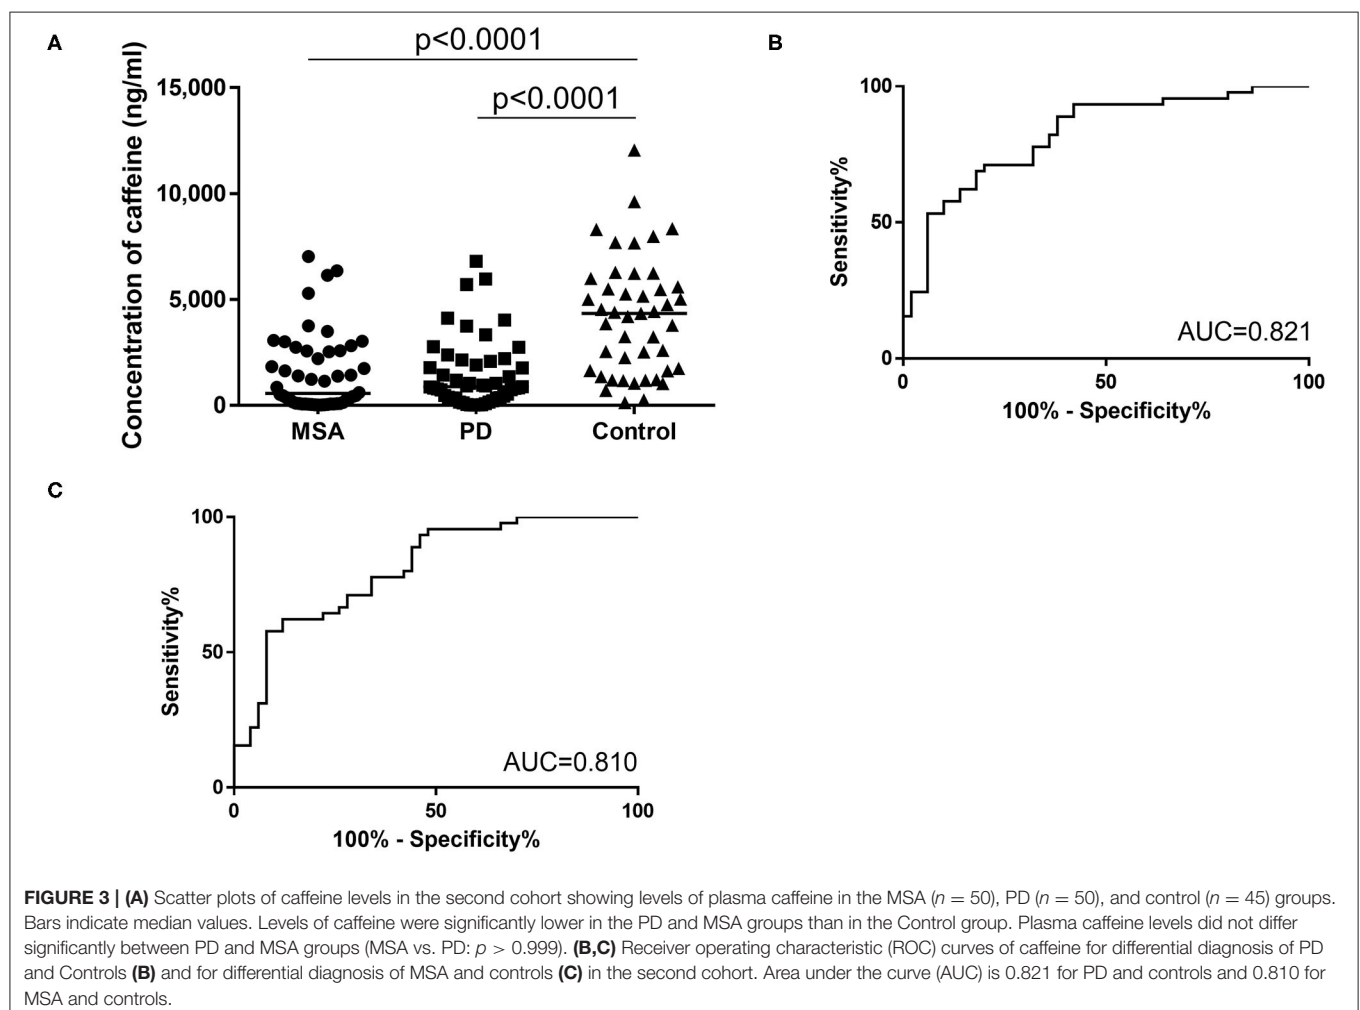 A
Concentration of caffeine (ng/ml)
15,000
10,000
5,000
0
p<0.0001
p<0.0001
MSA PD Control
B
Sensitivity%
100
50
0
0 50 100
100% - Specificity%
AUC=0.821
C
Sensitivity%
100
50
0
0 50 100
100% - Specificity%
AUC=0.810
FIGURE 3 | (A) Scatter plots of caffeine levels in the second cohort showing levels of plasma caffeine in the MSA (n = 50), PD (n = 50), and control (n = 45) groups.
Bars indicate median values. Levels of caffeine were significantly lower in the PD and MSA groups than in the Control group. Plasma caffeine levels did not differ
significantly between PD and MSA groups (MSA vs. PD: p > 0.999). (B,C) Receiver operating characteristic (ROC) curves of caffeine for differential diagnosis of PD
and Controls (B) and for differential diagnosis of MSA and controls (C) in the second cohort. Area under the curve (AUC) is 0.821 for PD and controls and 0.810 for
MSA and controls.